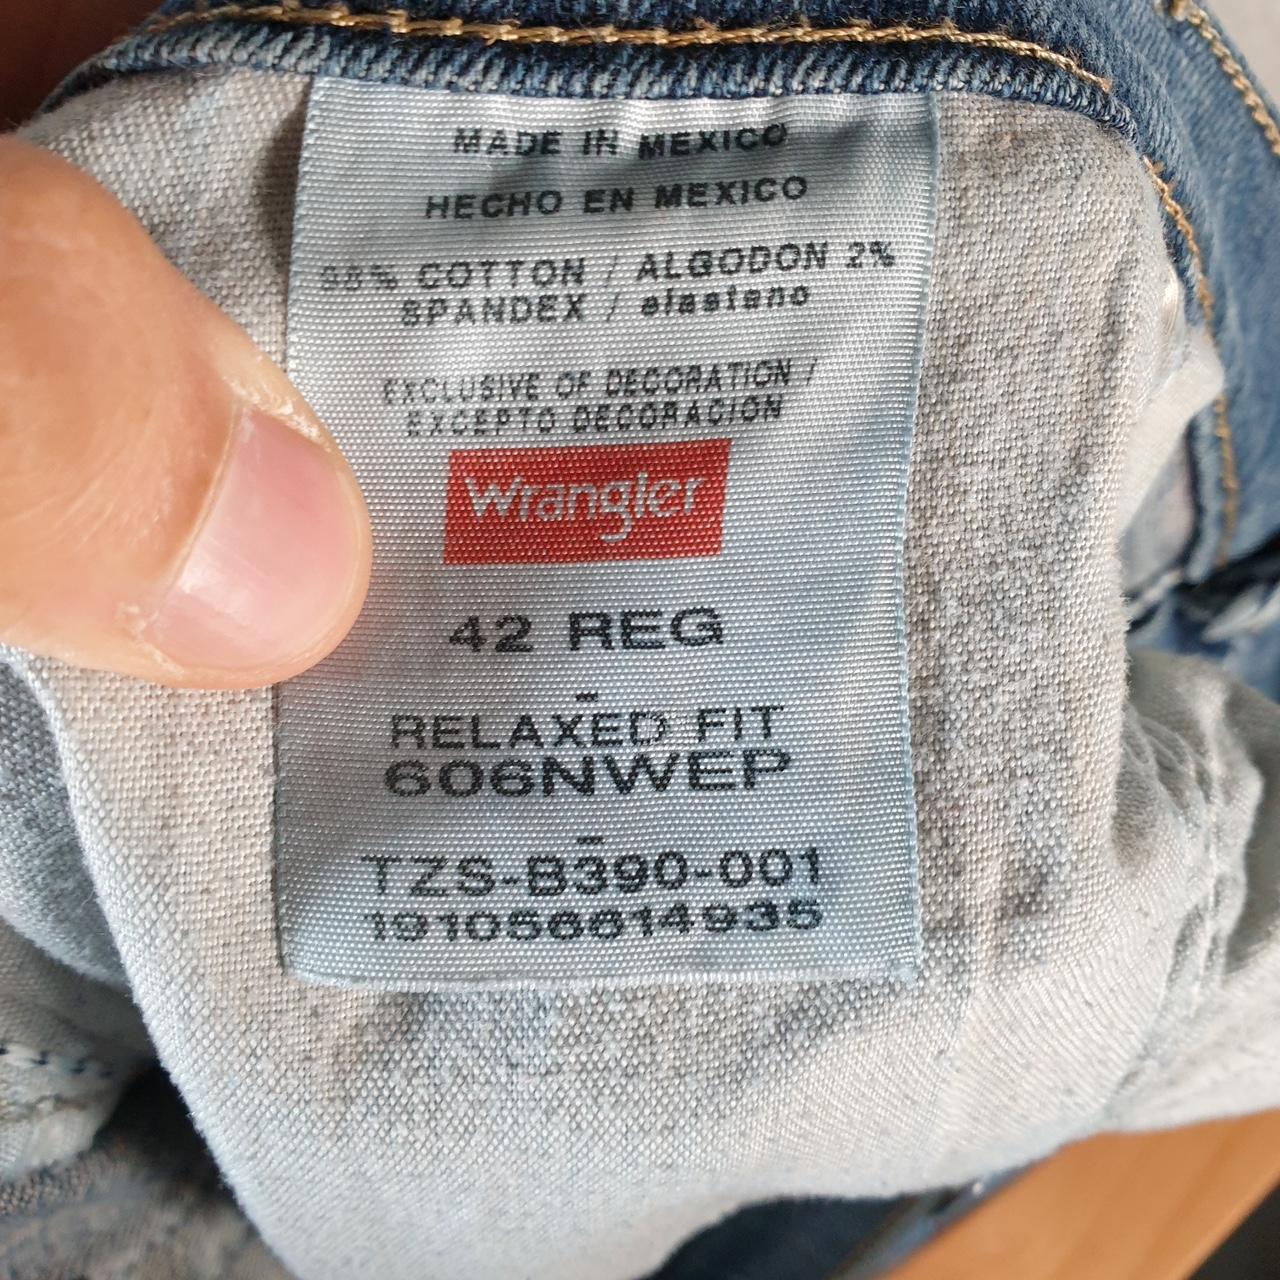 MADE IN MEXICO
HECHO EN MEXICO
98% COTTON / ALGODON 2%
SPANDEX / elasteno
EXCLUSIVE OF DECORATION /
EXCEPTO DECORACION
Wrangler
42 REG
-
RELAXED FIT
606NWEP
-
TZS-B390-001
191056614935